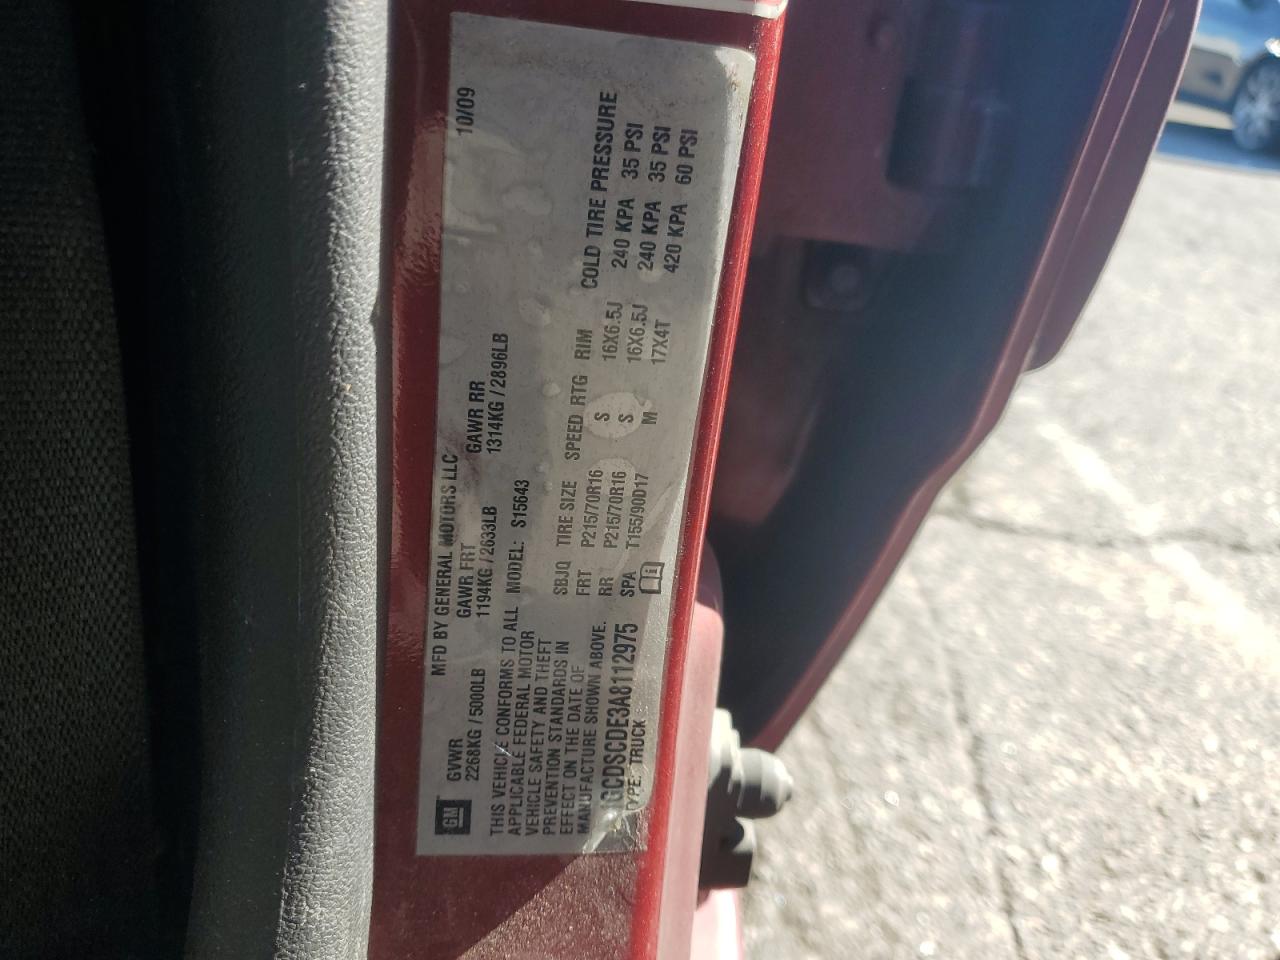 GM
MFD BY GENERAL MOTORS LLC
10/09
GVWR GAWR FRT GAWR RR
2268KG / 5000LB 1194KG / 2633LB 1314KG / 2896LB
THIS VEHICLE CONFORMS TO ALL
APPLICABLE FEDERAL MOTOR
VEHICLE SAFETY AND THEFT
PREVENTION STANDARDS IN
EFFECT ON THE DATE OF
MANUFACTURE SHOWN ABOVE.
MODEL: S15643
SBJQ TIRE SIZE SPEED RTG RIM COLD TIRE PRESSURE
FRT P215/70R16 S 16X6.5J 240 KPA 35 PSI
RR P215/70R16 S 16X6.5J 240 KPA 35 PSI
SPA T155/90D17 M 17X4T 420 KPA 60 PSI
GCDSCDE3A8112975
TYPE: TRUCK